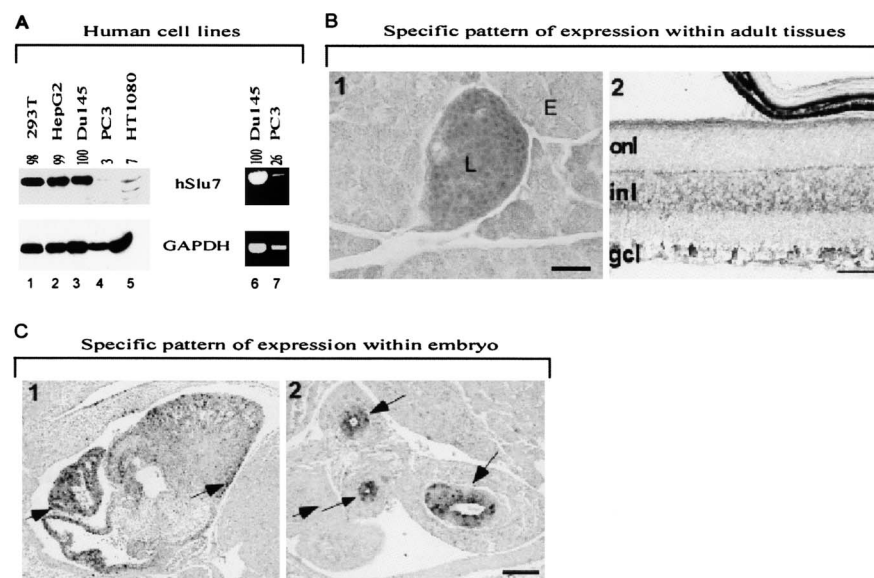 A
Human cell lines
293T
HepG2
Du145
PC3
HT1080
Du145
PC3
98
99
100
3
7
100
26
hSlu7
GAPDH
1 2 3 4 5 6 7
B
Specific pattern of expression within adult tissues
1
E
L
2
onl
inl
gcl
C
Specific pattern of expression within embryo
1
2